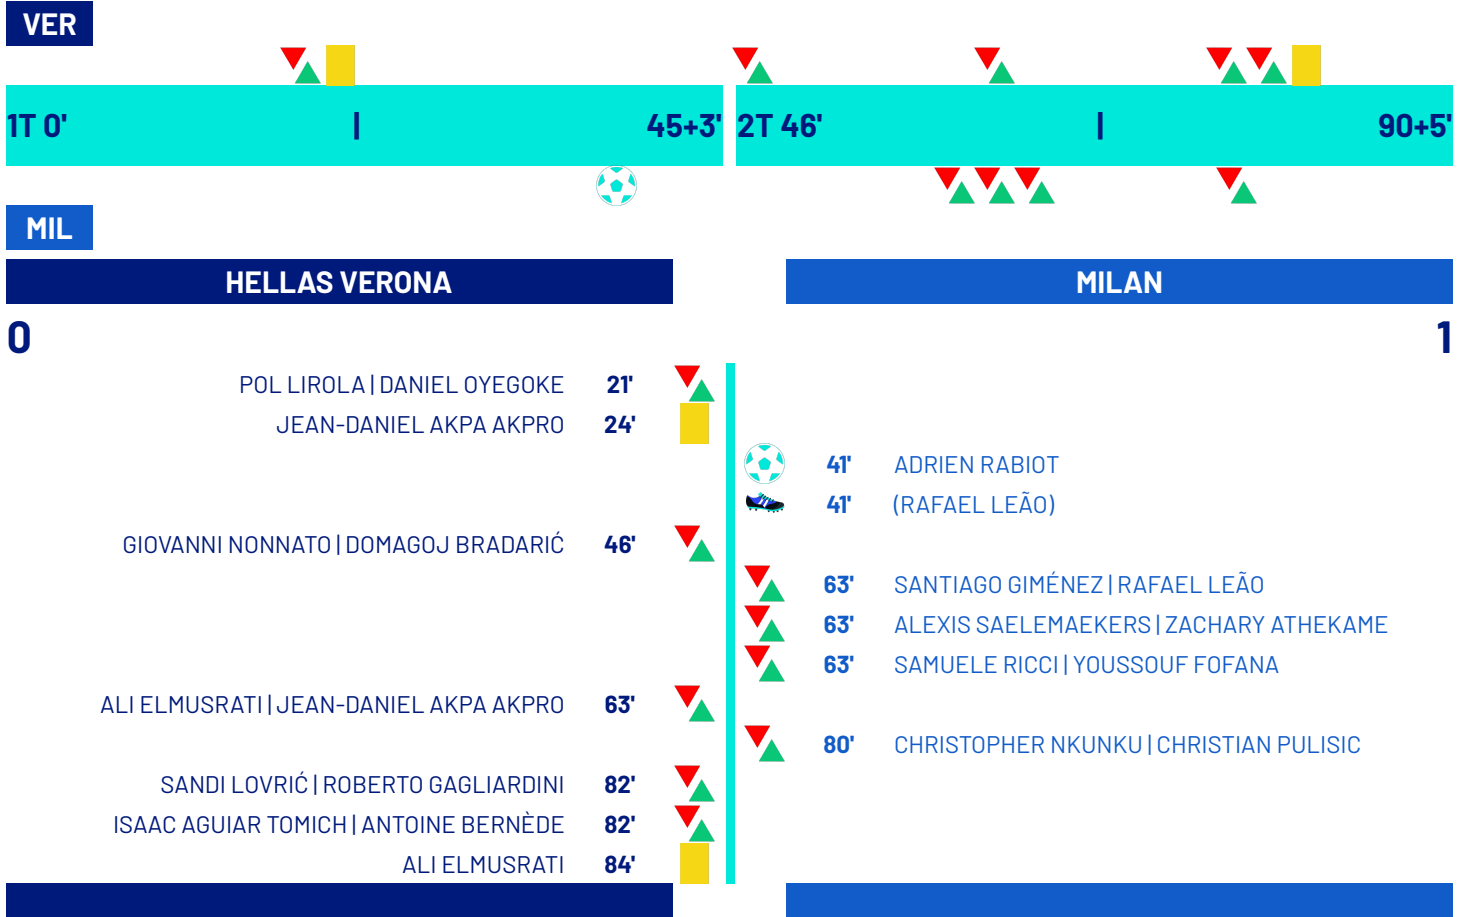 VER
1T 0' | 45+3' 2T 46' | 90+5'
MIL
HELLAS VERONA MILAN
0 1
POL LIROLA | DANIEL OYEGOKE 21'
JEAN-DANIEL AKPA AKPRO 24'
41' ADRIEN RABIOT
41' (RAFAEL LEÃO)
GIOVANNI NONNATO | DOMAGOJ BRADARIĆ 46'
63' SANTIAGO GIMÉNEZ | RAFAEL LEÃO
63' ALEXIS SAELEMAEKERS | ZACHARY ATHEKAME
63' SAMUELE RICCI | YOUSSOUF FOFANA
ALI ELMUSRATI | JEAN-DANIEL AKPA AKPRO 63'
80' CHRISTOPHER NKUNKU | CHRISTIAN PULISIC
SANDI LOVRIĆ | ROBERTO GAGLIARDINI 82'
ISAAC AGUIAR TOMICH | ANTOINE BERNÈDE 82'
ALI ELMUSRATI 84'